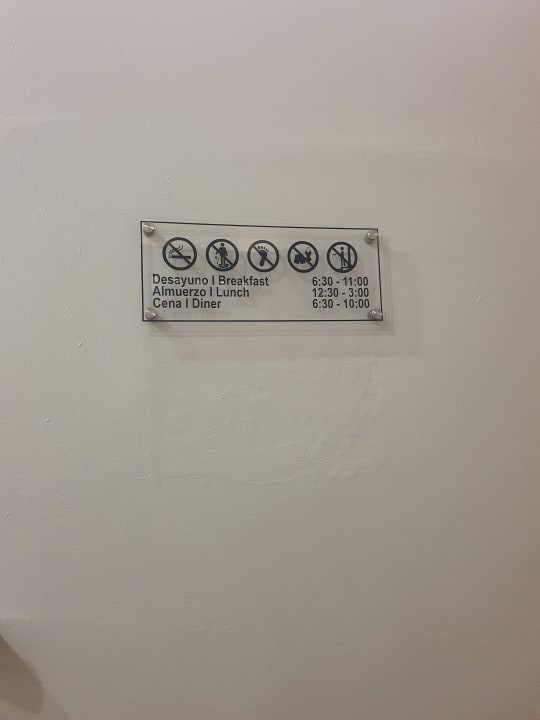 Desayuno | Breakfast 6:30 - 11:00
Almuerzo | Lunch 12:30 - 3:00
Cena | Diner 6:30 - 10:00